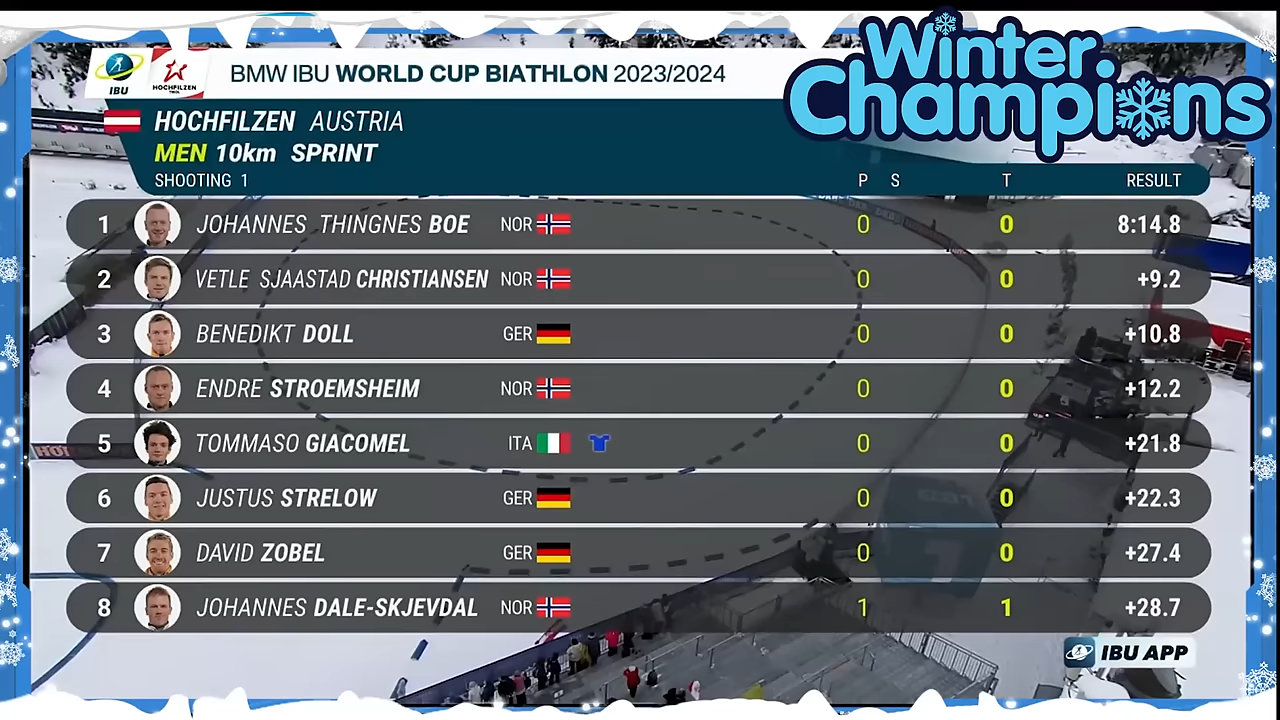 Winter
Champions
IBU
HOCHFILZEN
TIROL
BMW IBU WORLD CUP BIATHLON 2023/2024
HOCHFILZEN AUSTRIA
MEN 10km SPRINT
SHOOTING 1 P S T RESULT
1 JOHANNES THINGNES BOE NOR 0 0 8:14.8
2 VETLE SJAASTAD CHRISTIANSEN NOR 0 0 +9.2
3 BENEDIKT DOLL GER 0 0 +10.8
4 ENDRE STROEMSHEIM NOR 0 0 +12.2
5 TOMMASO GIACOMEL ITA 0 0 +21.8
6 JUSTUS STRELOW GER 0 0 +22.3
7 DAVID ZOBEL GER 0 0 +27.4
8 JOHANNES DALE-SKJEVDAL NOR 1 1 +28.7
IBU APP